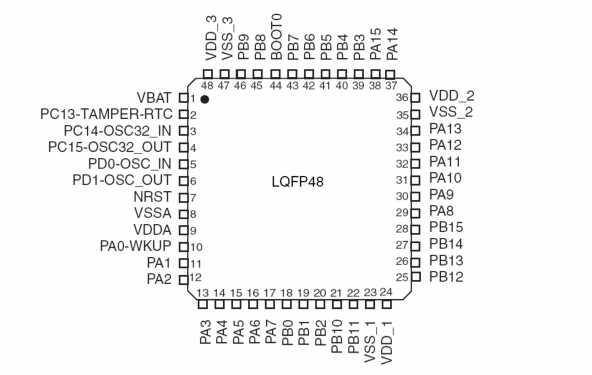 VDD_3
VSS_3
PB9
PB8
BOOT0
PB7
PB6
PB5
PB4
PB3
PA15
PA14
48 47 46 45 44 43 42 41 40 39 38 37
VBAT 1
PC13-TAMPER-RTC 2
PC14-OSC32_IN 3
PC15-OSC32_OUT 4
PD0-OSC_IN 5
PD1-OSC_OUT 6
NRST 7
VSSA 8
VDDA 9
PA0-WKUP 10
PA1 11
PA2 12
LQFP48
36 VDD_2
35 VSS_2
34 PA13
33 PA12
32 PA11
31 PA10
30 PA9
29 PA8
28 PB15
27 PB14
26 PB13
25 PB12
13 14 15 16 17 18 19 20 21 22 23 24
PA3
PA4
PA5
PA6
PA7
PB0
PB1
PB2
PB10
PB11
VSS_1
VDD_1